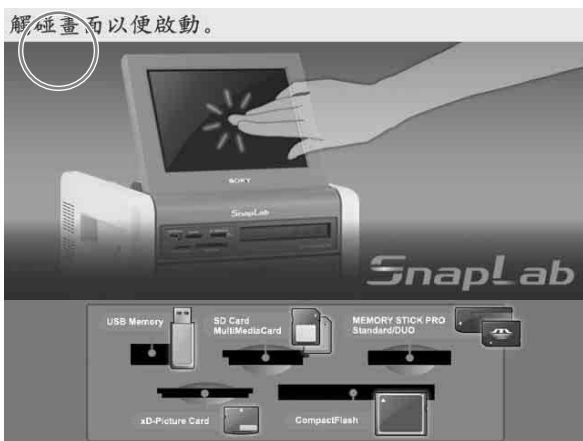 觸碰畫面以便啟動。
SONY
SnapLab
SnapLab
USB Memory
SD Card
MultiMediaCard
MEMORY STICK PRO
Standard/DUO
xD-Picture Card
CompactFlash